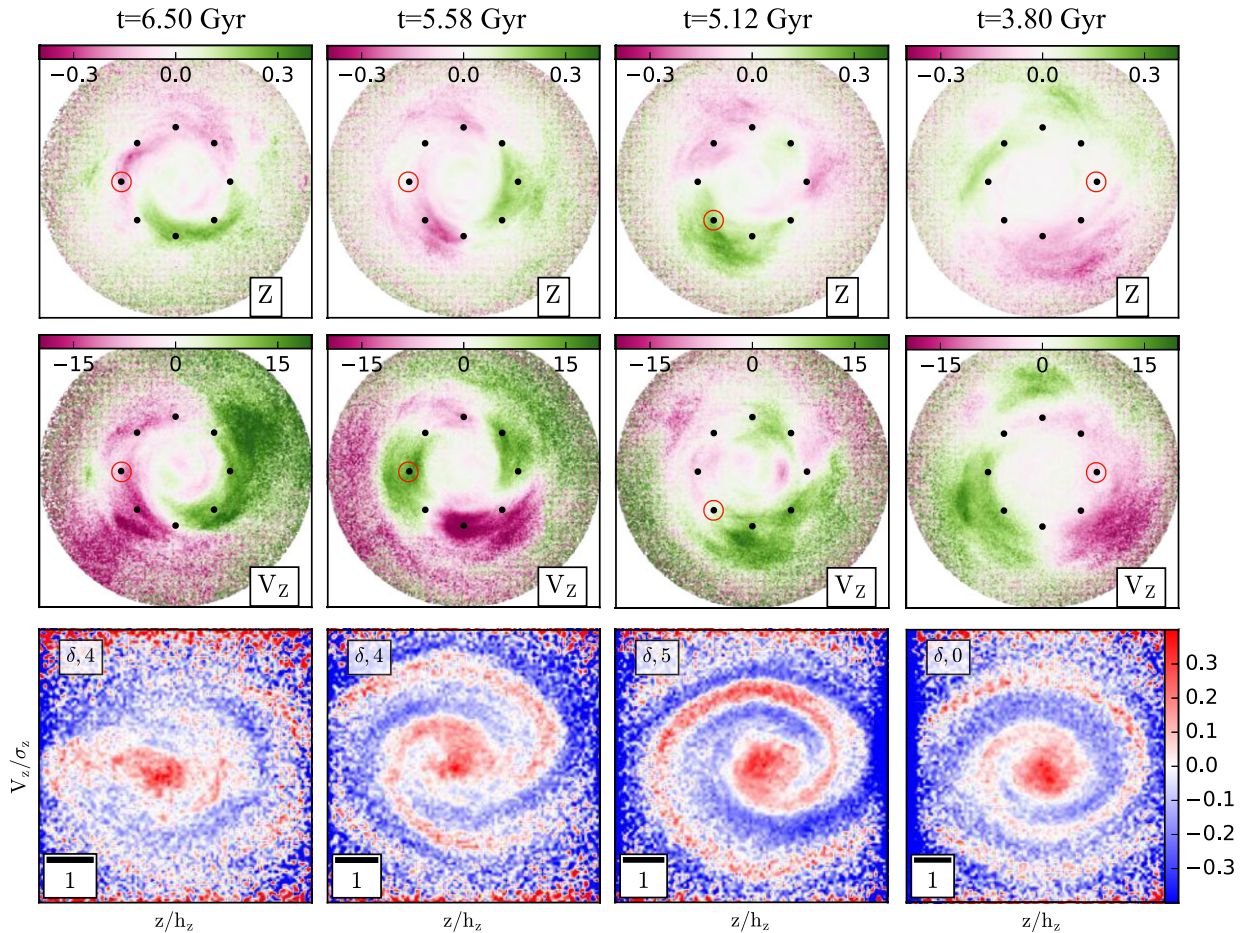 t=6.50 Gyr t=5.58 Gyr t=5.12 Gyr t=3.80 Gyr
−0.3 0.0 0.3 −0.3 0.0 0.3 −0.3 0.0 0.3 −0.3 0.0 0.3
Z Z Z Z
−15 0 15 −15 0 15 −15 0 15 −15 0 15
V_Z V_Z V_Z V_Z
δ, 4 δ, 4 δ, 5 δ, 0
0.3
0.2
0.1
0.0
−0.1
−0.2
−0.3
V_z/σ_z
1 1 1 1
z/h_z z/h_z z/h_z z/h_z